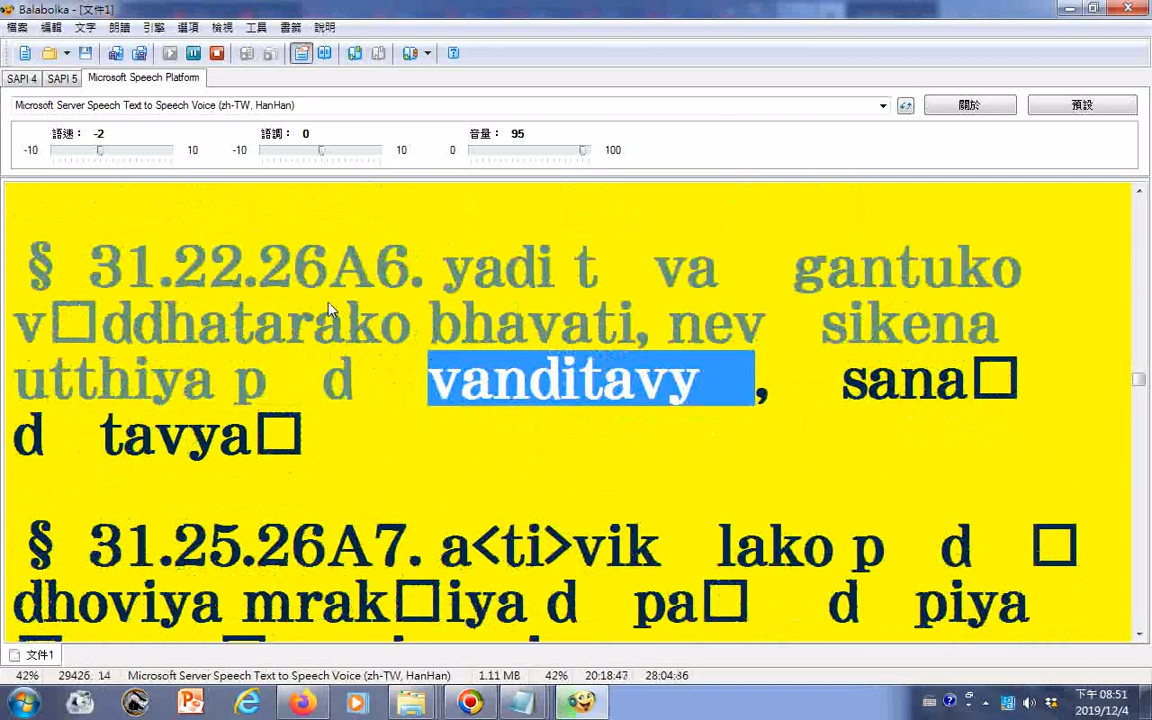 Balabolka - [文件1]
檔案 編輯 文字 朗讀 引擎 選項 檢視 工具 書籤 說明
SAPI 4 SAPI 5 Microsoft Speech Platform
Microsoft Server Speech Text to Speech Voice (zh-TW, HanHan) 關於 預設
語速： -2 語調： 0 音量： 95
-10 10 -10 10 0 100
§ 31.22.26A6. yadi t va gantuko
v□ddhatarako bhavati, nev sikena
utthiya p d vanditavy , sana□
d tavya□
§ 31.25.26A7. a<ti>vik lako p d □
dhoviya mrak□iya d pa□ d piya
文件1
42% 29426. 14 Microsoft Server Speech Text to Speech Voice (zh-TW, HanHan) 1.11 MB 42% 20:18:47 28:04:36
下午 08:51
2019/12/4